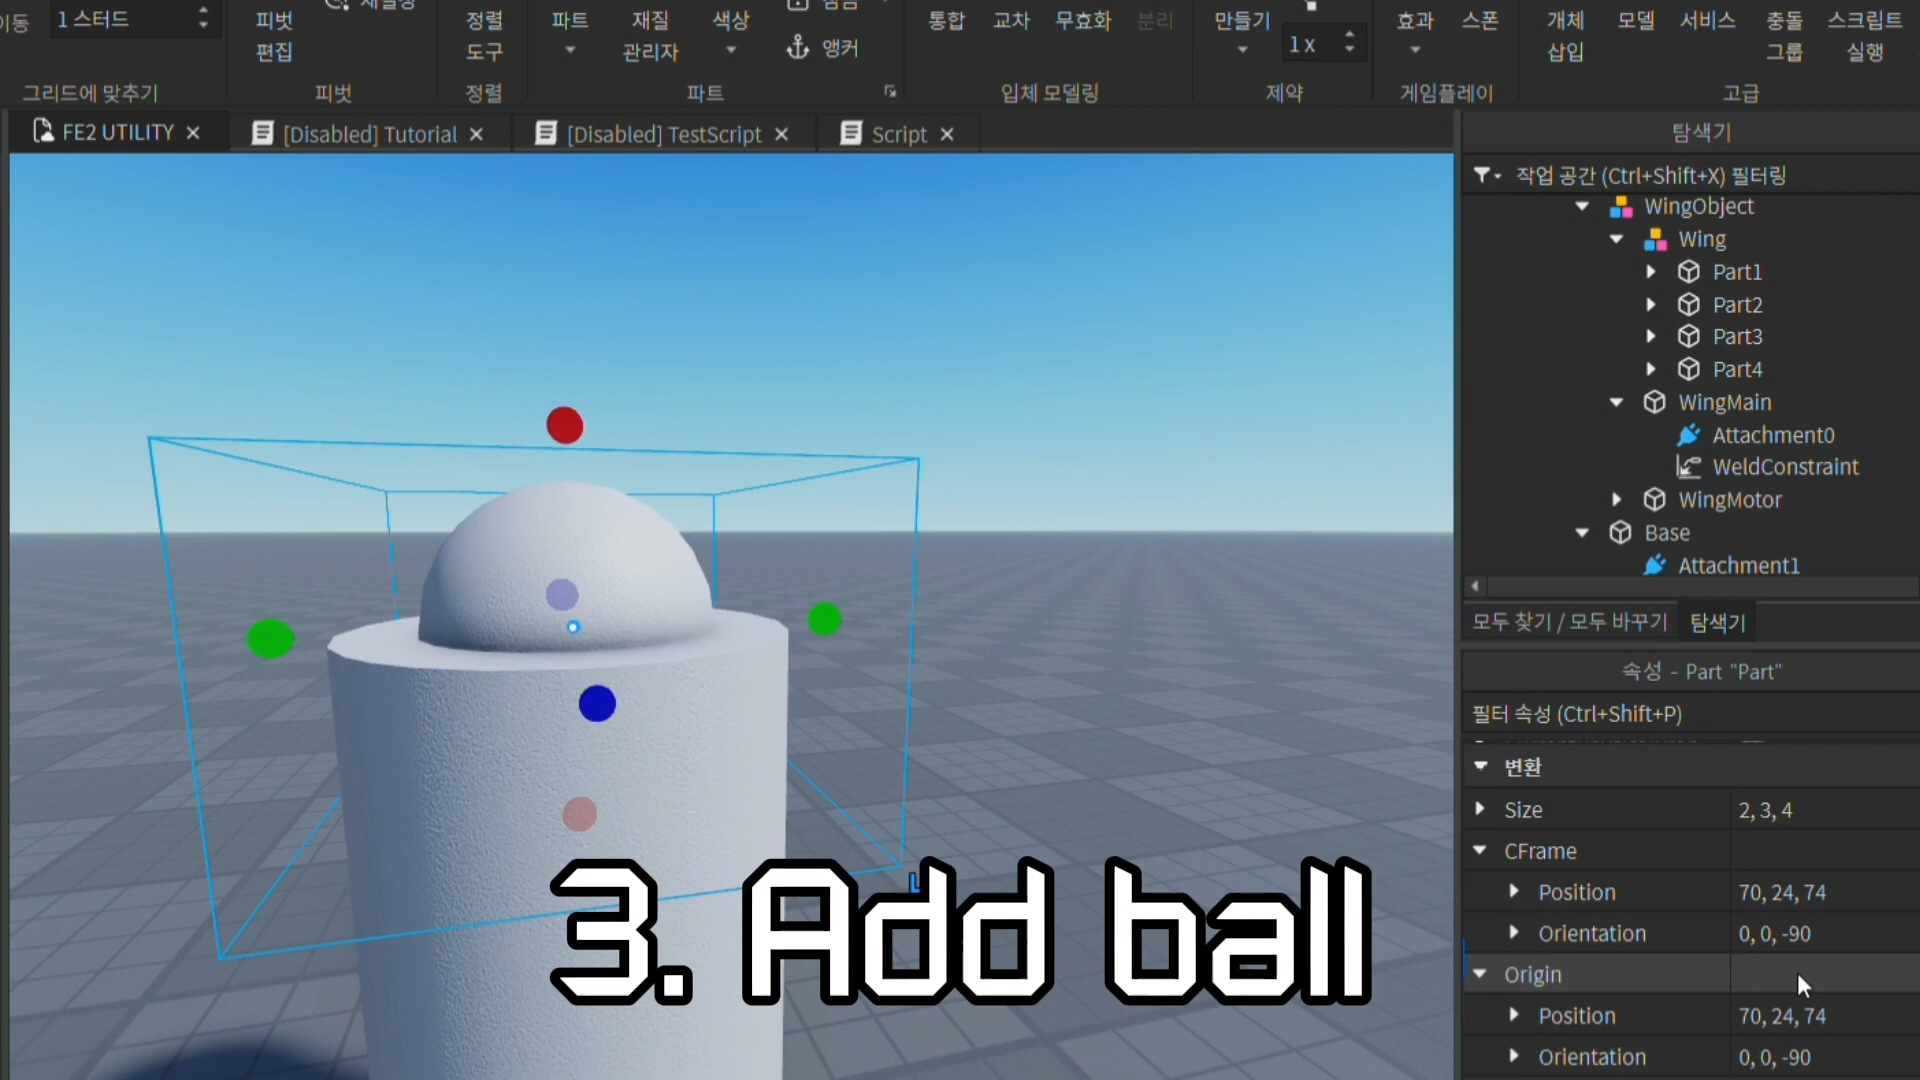 이동
1 스터드
피벗
편집
정렬
도구
파트
재질
관리자
색상
앵커
통합
교차
무효화
분리
만들기
1 x
효과
스폰
개체
삽입
모델
서비스
충돌
그룹
스크립트
실행
그리드에 맞추기
피벗
정렬
파트
입체 모델링
제약
게임플레이
고급
FE2 UTILITY
[Disabled] Tutorial
[Disabled] TestScript
Script
탐색기
작업 공간 (Ctrl+Shift+X) 필터링
WingObject
Wing
Part1
Part2
Part3
Part4
WingMain
Attachment0
WeldConstraint
WingMotor
Base
Attachment1
모두 찾기 / 모두 바꾸기
탐색기
속성 - Part "Part"
필터 속성 (Ctrl+Shift+P)
변환
Size 2, 3, 4
CFrame
Position 70, 24, 74
Orientation 0, 0, -90
Origin
Position 70, 24, 74
Orientation 0, 0, -90
3. Add ball